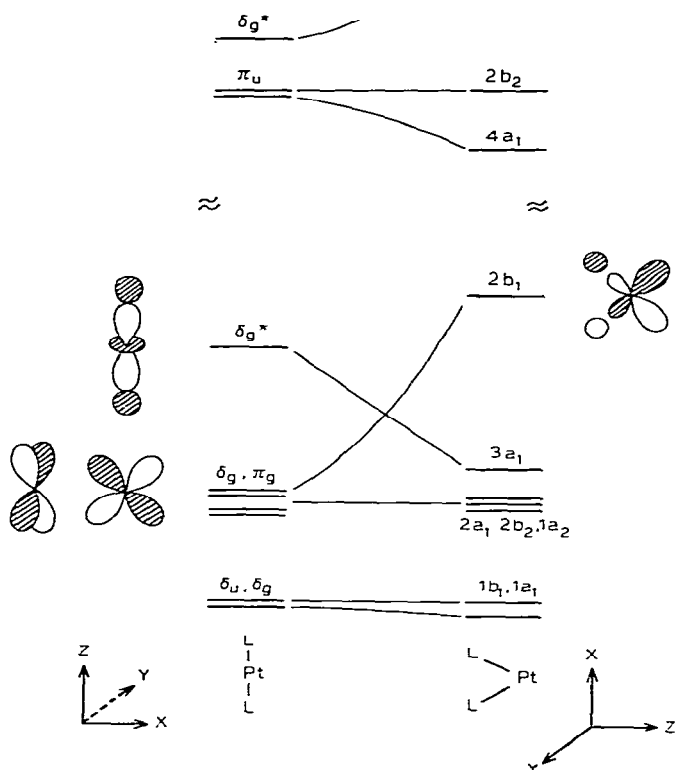 δg*
πu 2b2
4a1
≈ ≈
2b1
δg*
3a1
δg, πg
2a1 2b2, 1a2
δu, δg 1b1, 1a1
L
Pt
L
L
Pt
L
Z
Y
X
X
Z
Y